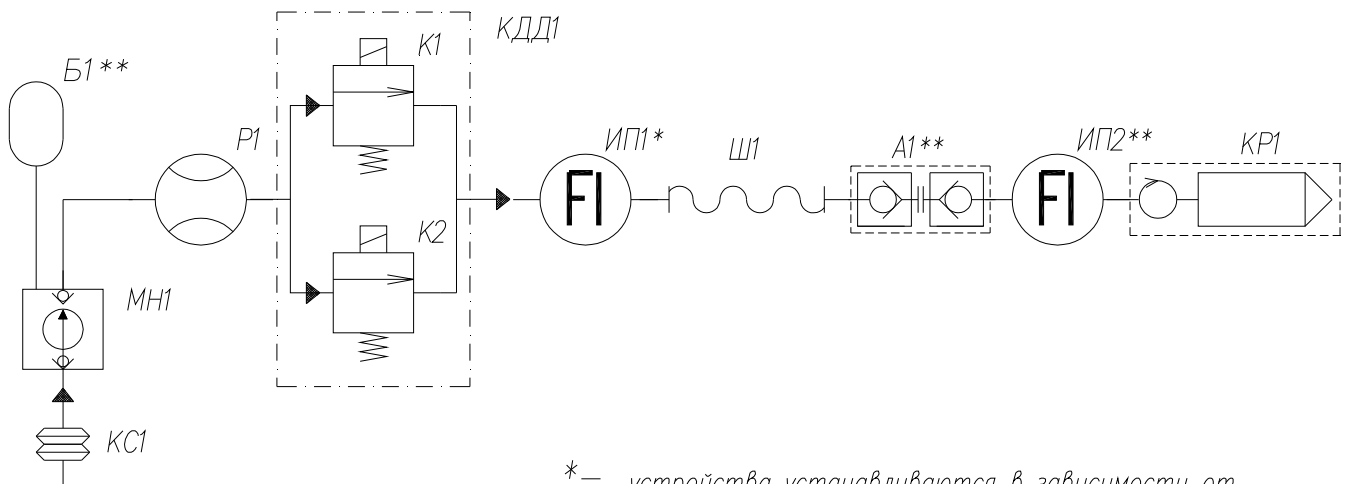 КДД1
К1
Б1**
Р1
ИП1*
Ш1
А1**
ИП2**
КР1
FI
FI
К2
МН1
КС1
*— устройства устанавливаются в зависимости от